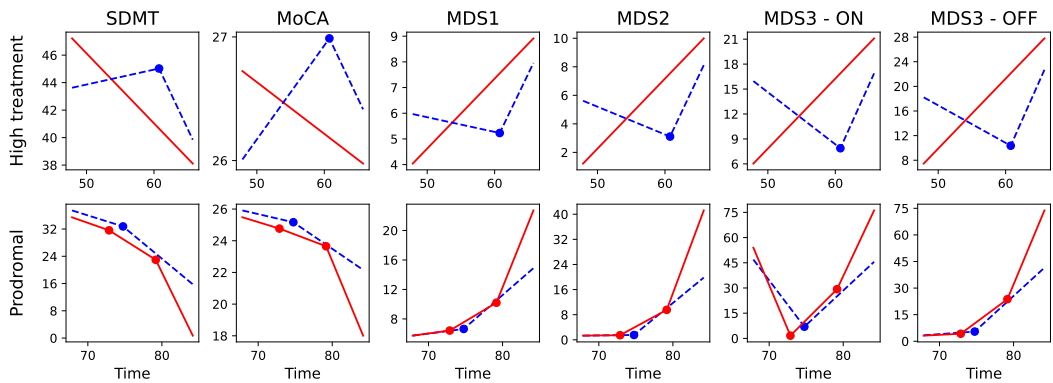 SDMT MoCA MDS1 MDS2 MDS3 - ON MDS3 - OFF
High treatment
46 44 42 40 38
27 26
9 8 7 6 5 4
10 8 6 4 2
21 18 15 12 9 6
28 24 20 16 12 8
50 60 50 60 50 60 50 60 50 60 50 60
Prodromal
32 24 16 8 0
26 24 22 20 18
20 16 12 8
40 32 24 16 8 0
75 60 45 30 15 0
75 60 45 30 15 0
70 80 70 80 70 80 70 80 70 80 70 80
Time Time Time Time Time Time